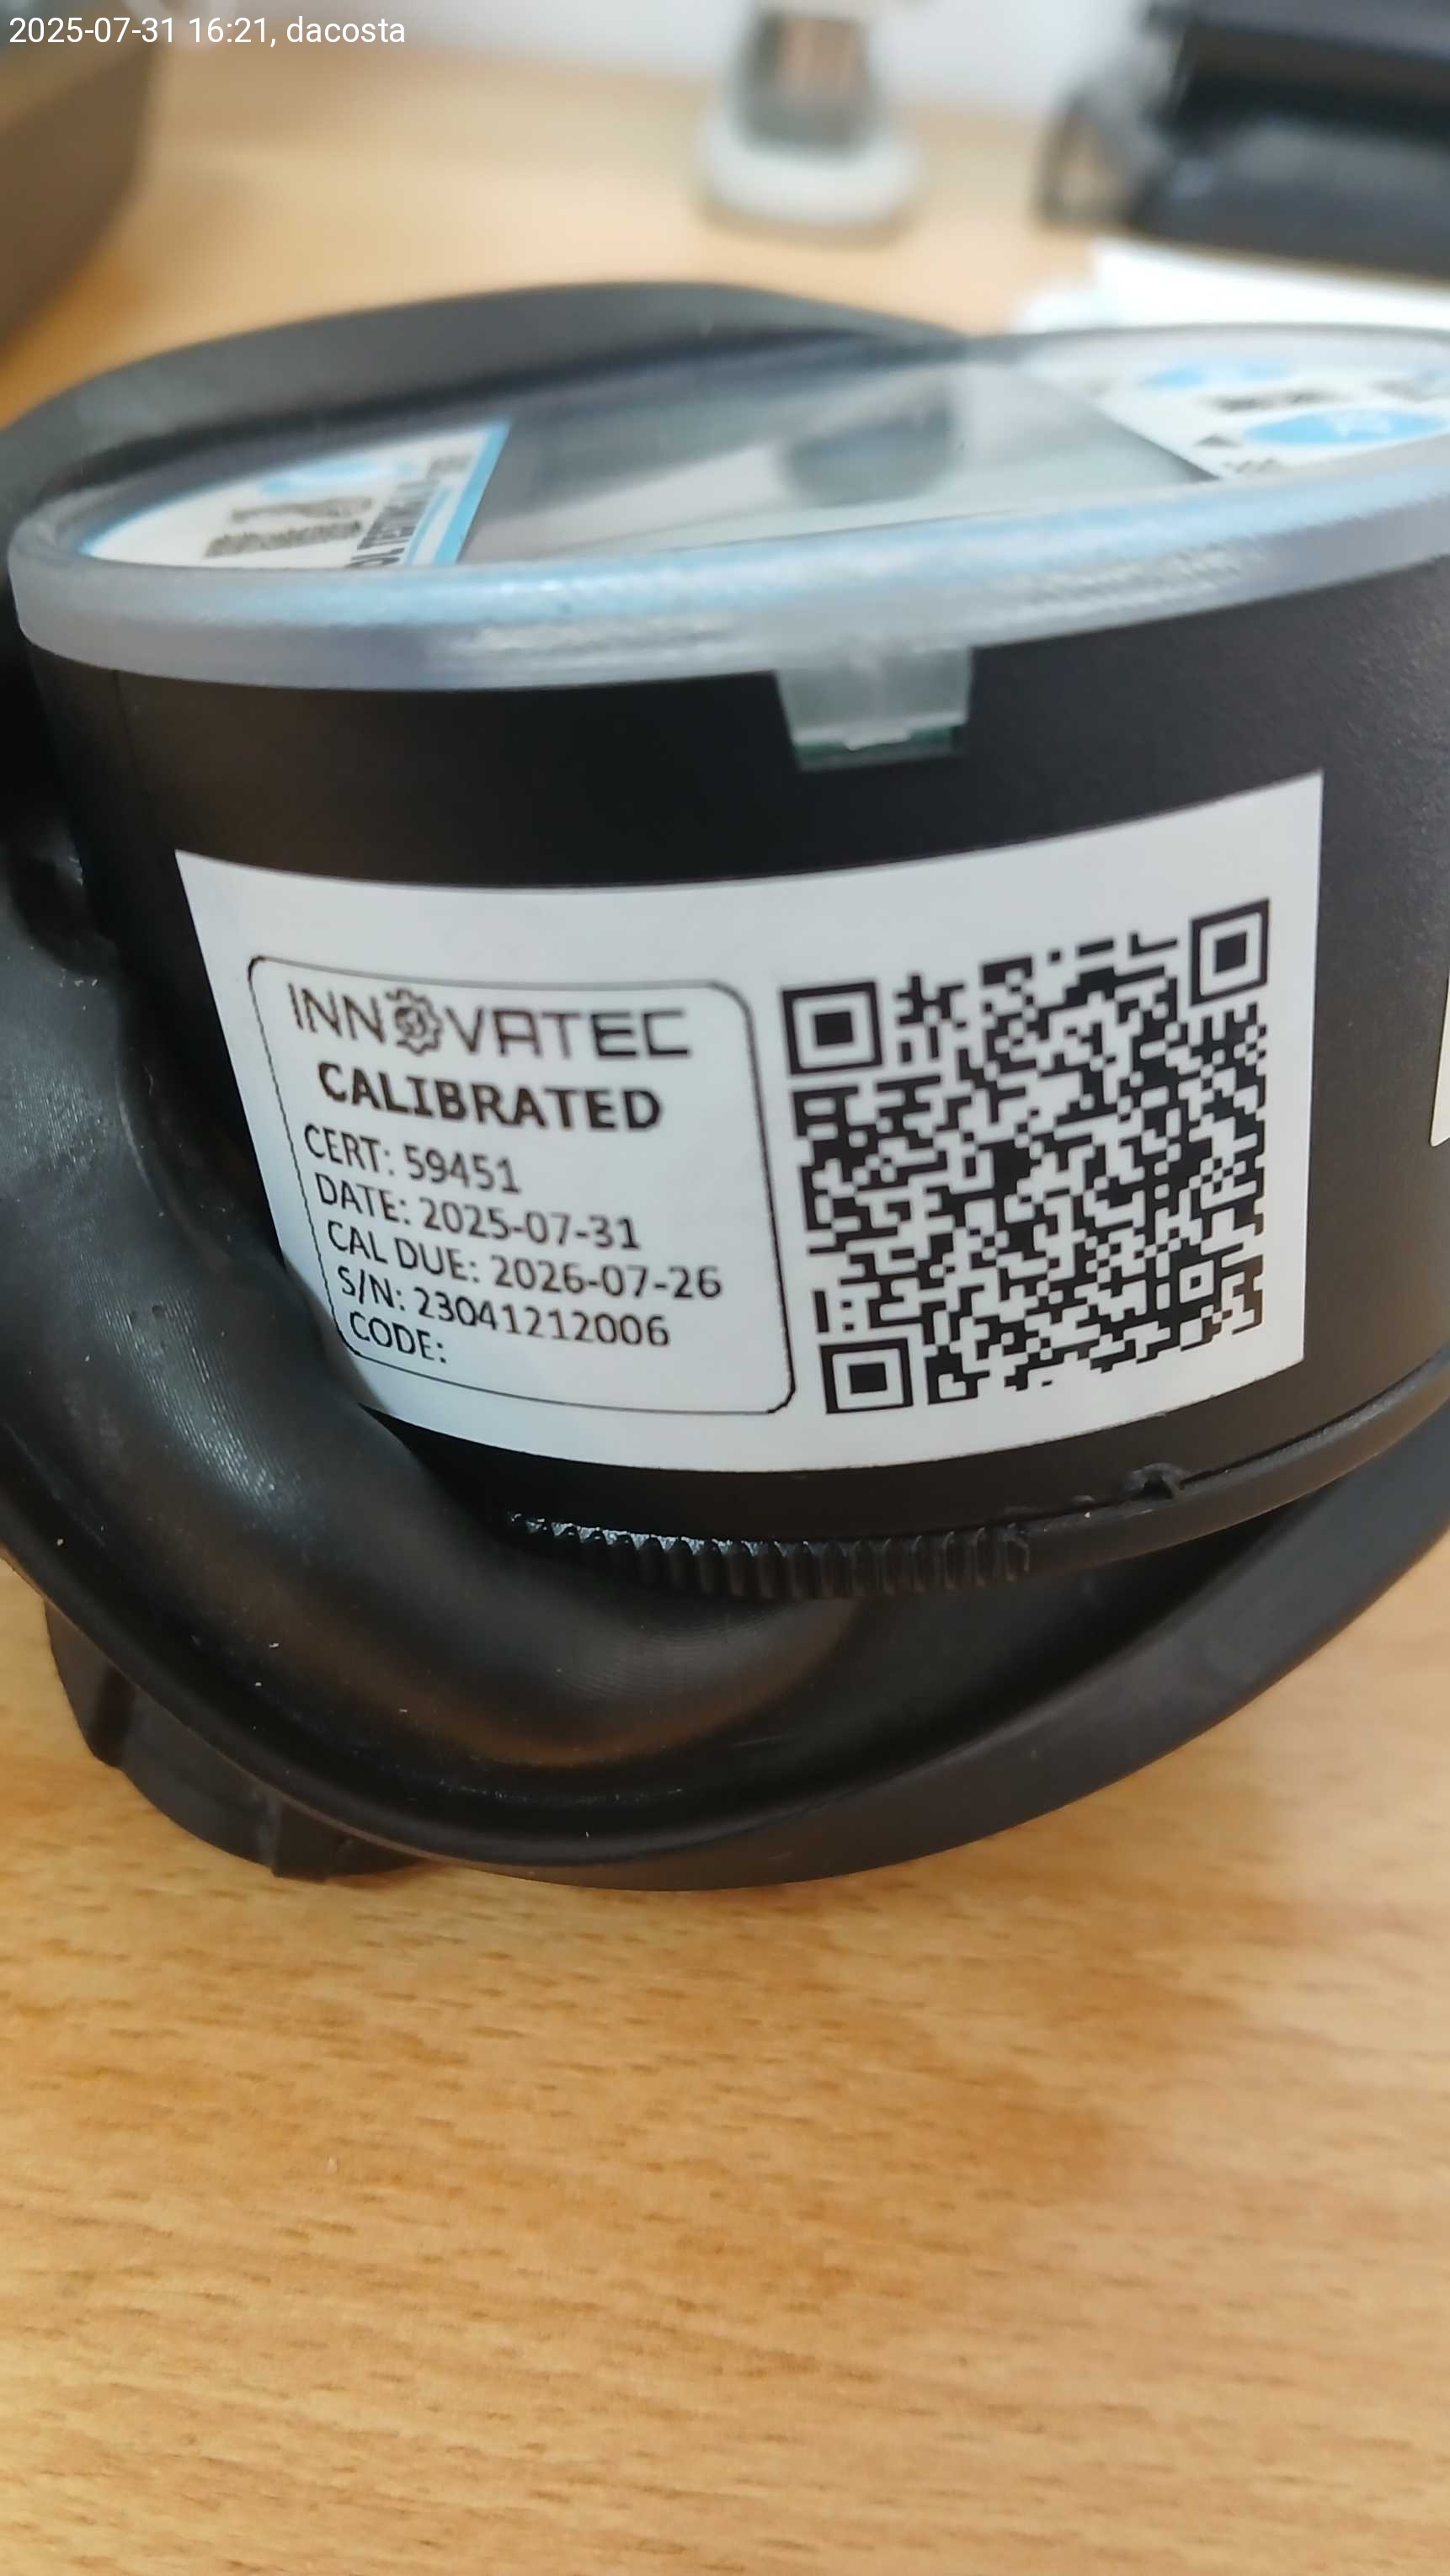 2025-07-31 16:21, dacosta
INNOVATEC
CALIBRATED
CERT: 59451
DATE: 2025-07-31
CAL DUE: 2026-07-26
S/N: 23041212006
CODE: